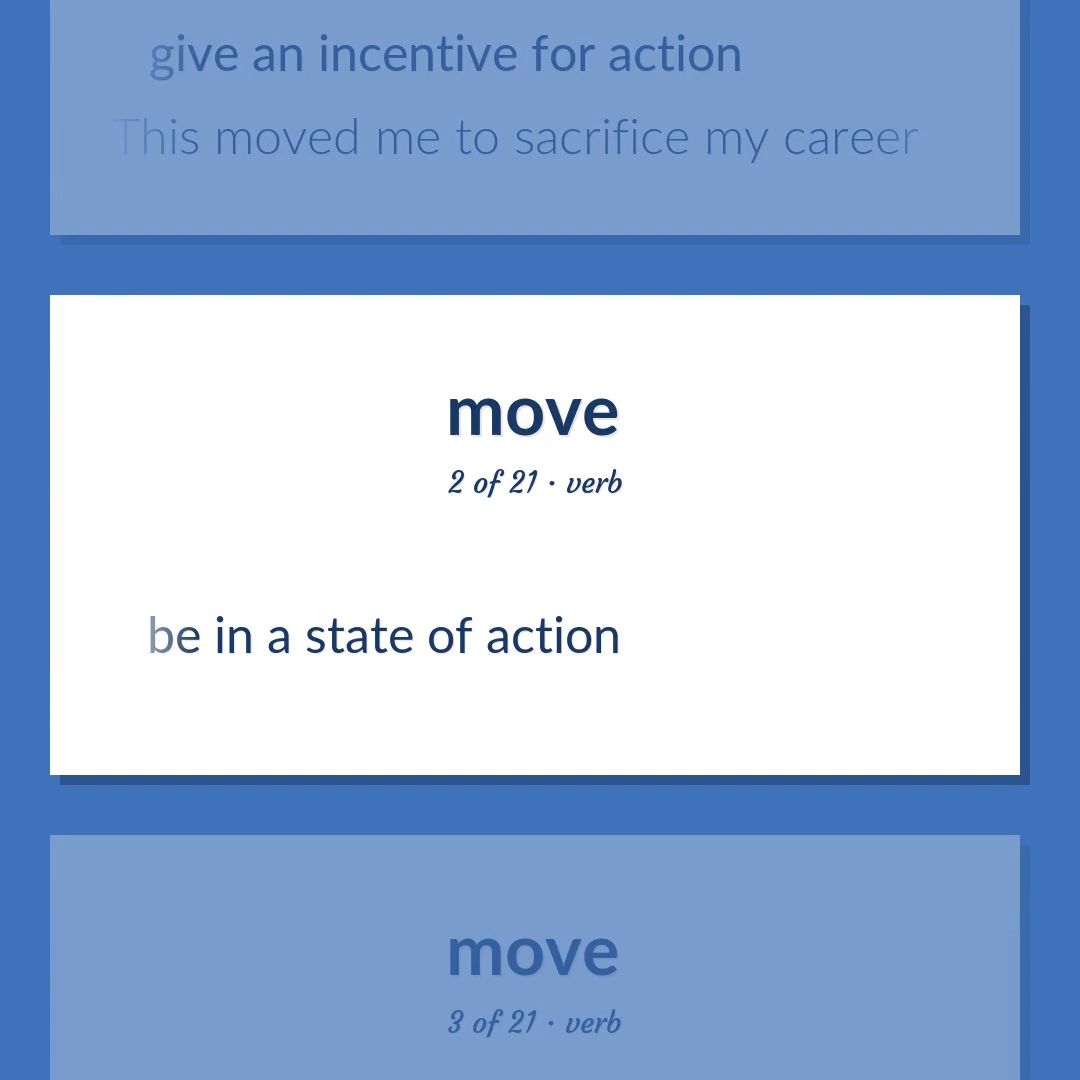 give an incentive for action
This moved me to sacrifice my career
move
2 of 21 · verb
be in a state of action
move
3 of 21 · verb